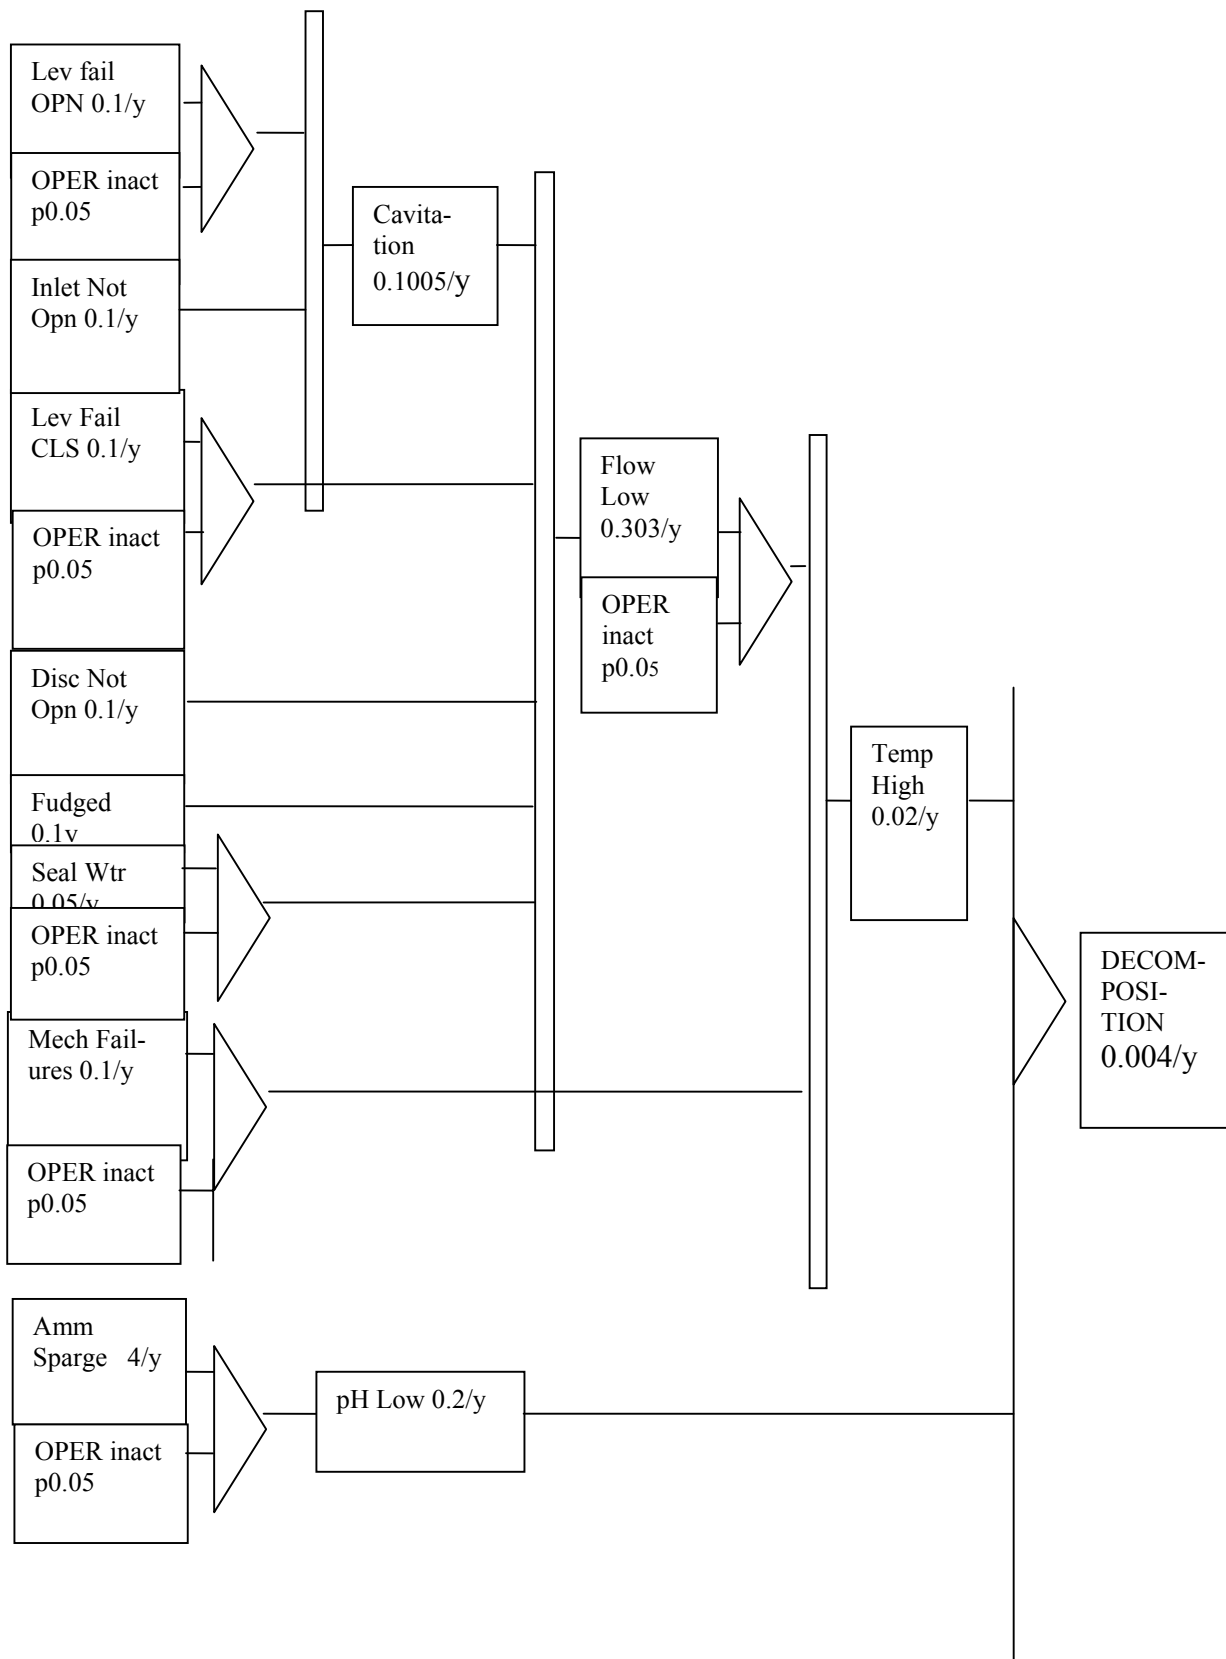 Lev fail
OPN 0.1/y
OPER inact
p0.05
Inlet Not
Opn 0.1/y
Cavita-
tion
0.1005/y
Lev Fail
CLS 0.1/y
OPER inact
p0.05
Flow
Low
0.303/y
OPER
inact
p0.05
Disc Not
Opn 0.1/y
Fudged
0.1y
Seal Wtr
0.05/y
OPER inact
p0.05
Mech Fail-
ures 0.1/y
OPER inact
p0.05
Temp
High
0.02/y
DECOM-
POSI-
TION
0.004/y
Amm
Sparge 4/y
OPER inact
p0.05
pH Low 0.2/y